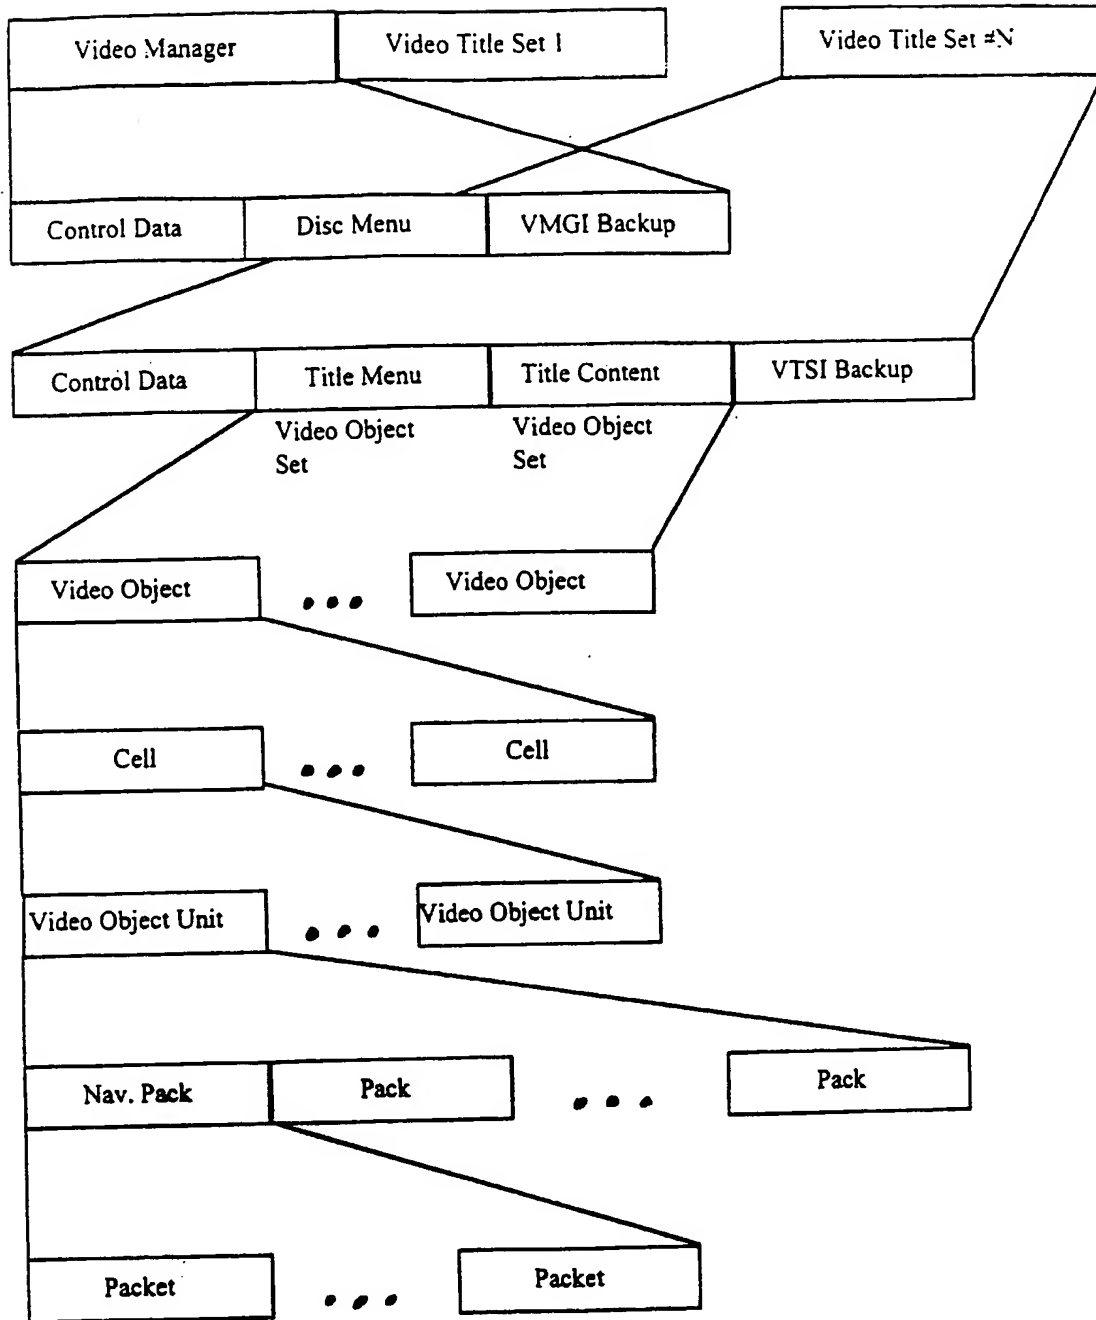 Video Manager
Video Title Set 1
Video Title Set #N
Control Data
Disc Menu
VMGI Backup
Control Data
Title Menu
Title Content
VTSI Backup
Video Object
Set
Video Object
Set
Video Object
Video Object
Cell
Cell
Video Object Unit
Video Object Unit
Nav. Pack
Pack
Pack
Packet
Packet